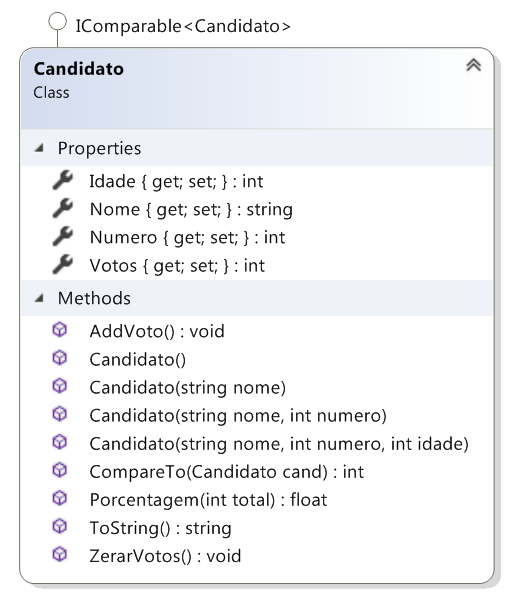 IComparable<Candidato>
Candidato
Class
Properties
Idade { get; set; } : int
Nome { get; set; } : string
Numero { get; set; } : int
Votos { get; set; } : int
Methods
AddVoto() : void
Candidato()
Candidato(string nome)
Candidato(string nome, int numero)
Candidato(string nome, int numero, int idade)
CompareTo(Candidato cand) : int
Porcentagem(int total) : float
ToString() : string
ZerarVotos() : void